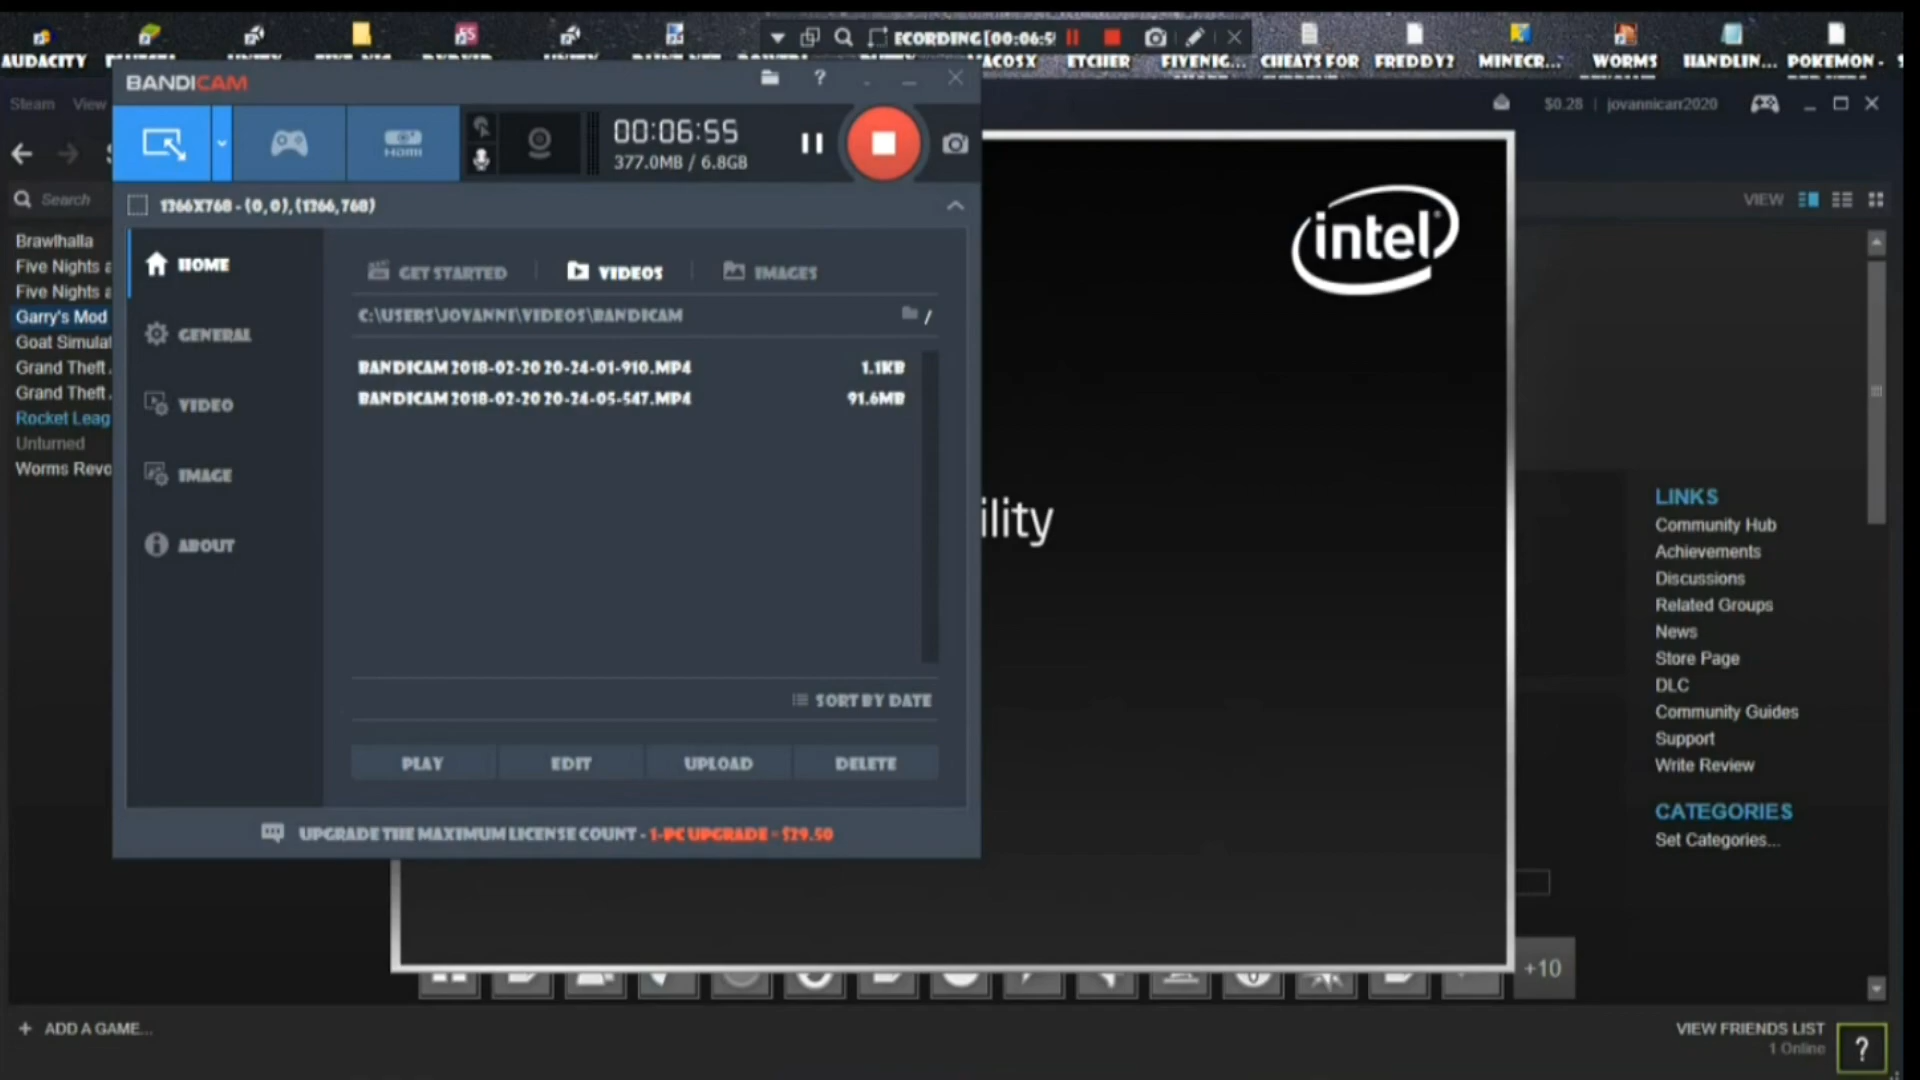 AUDACITY
ECORDING [00:06:5
ETCHER
FIVENIG...
CHEATS FOR
FREDDY?
MINECR...
WORMS
HANDLIN...
POKEMON -
BANDICAM
?
Steam View
$0.28 | jovannicarr2020
00:06:55
377.0MB / 6.8GB
HDMI
Search
1366X768 - (0, 0), (1366, 768)
VIEW
intel
Brawlhalla
Five Nights a
Five Nights a
Garry's Mod
Goat Simulat
Grand Theft
Grand Theft
Rocket Leag
Unturned
Worms Revo
HOME
GENERAL
VIDEO
IMAGE
ABOUT
GET STARTED
VIDEOS
IMAGES
C:\USERS\JOVANNI\VIDEOS\BANDICAM
/
BANDICAM 2018-02-20 20-24-01-910.MP4 1.1KB
BANDICAM 2018-02-20 20-24-05-547.MP4 91.6MB
SORT BY DATE
PLAY
EDIT
UPLOAD
DELETE
UPGRADE THE MAXIMUM LICENSE COUNT - 1-PC UPGRADE = $29.50
ility
LINKS
Community Hub
Achievements
Discussions
Related Groups
News
Store Page
DLC
Community Guides
Support
Write Review
CATEGORIES
Set Categories...
+10
+ ADD A GAME...
VIEW FRIENDS LIST
1 Online
?